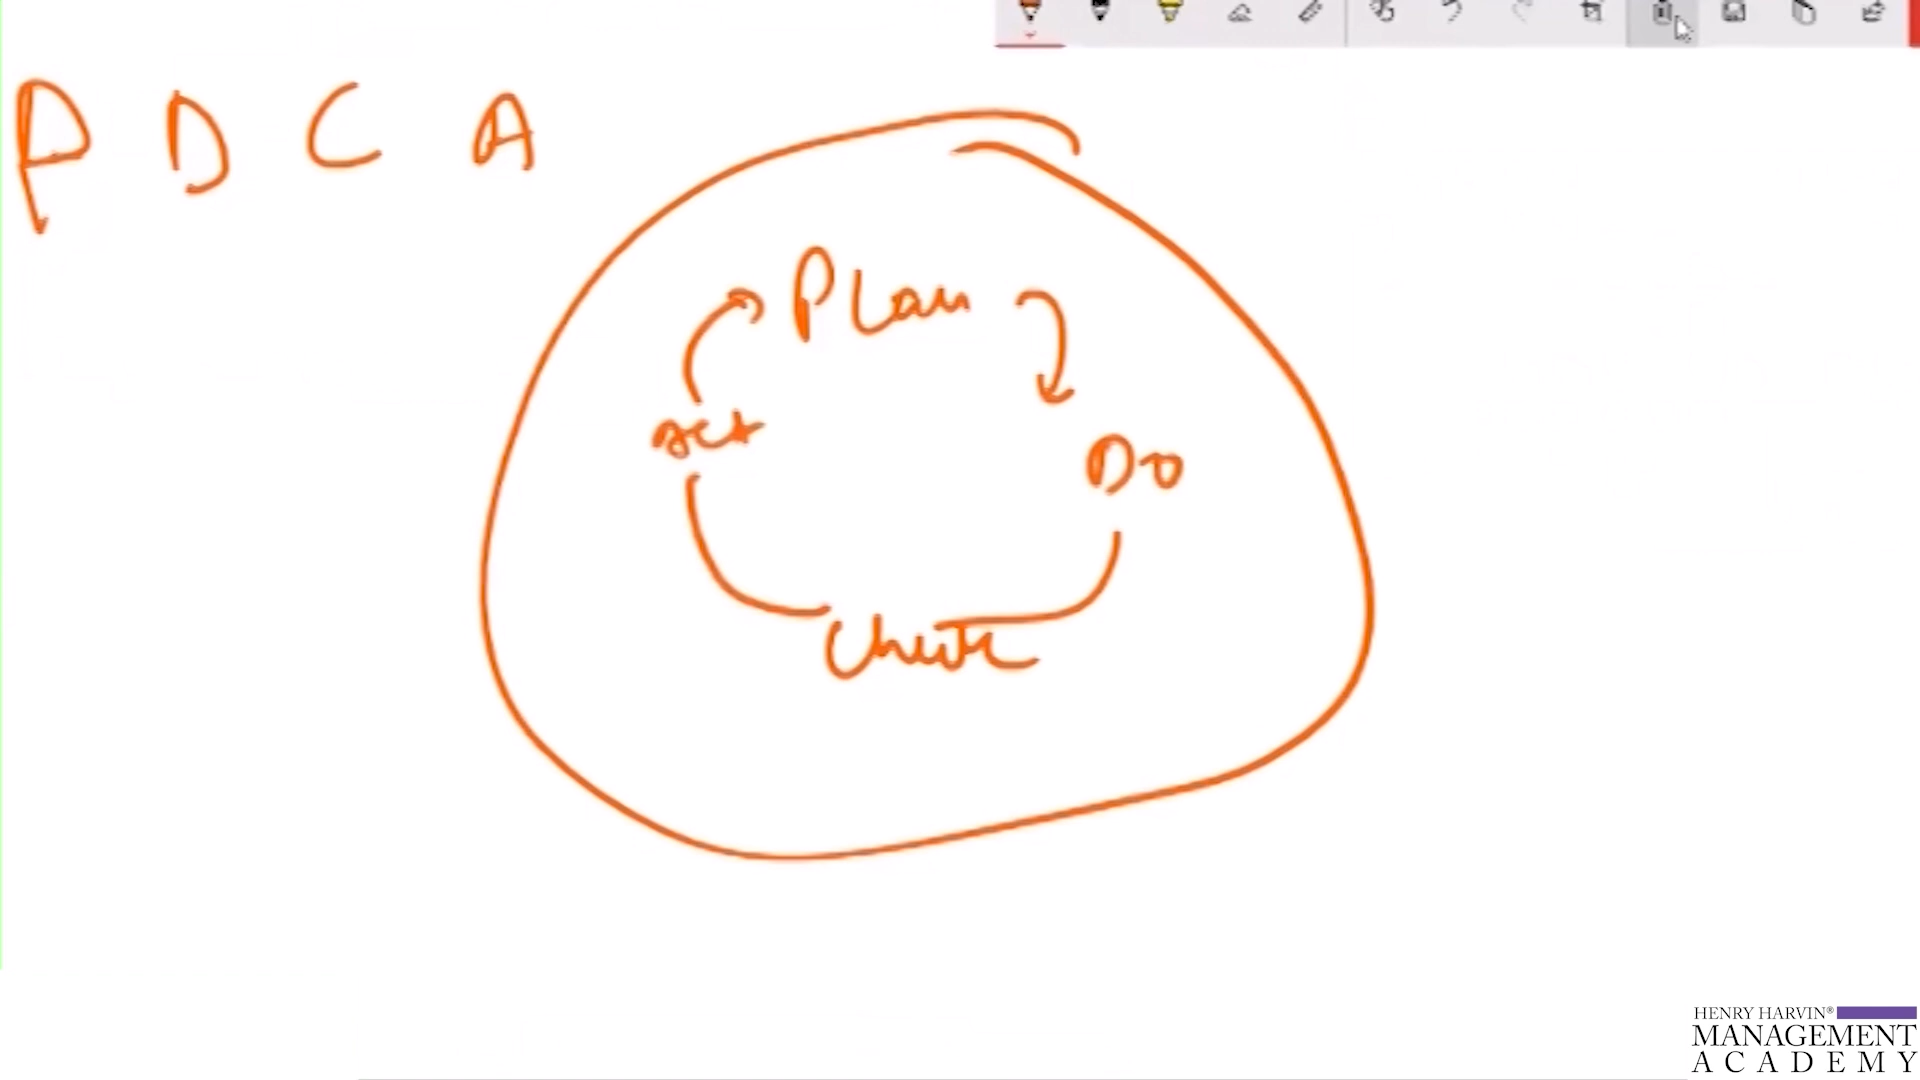 P D C A
Plan
act
Do
Check
HENRY HARVIN®
MANAGEMENT
ACADEMY